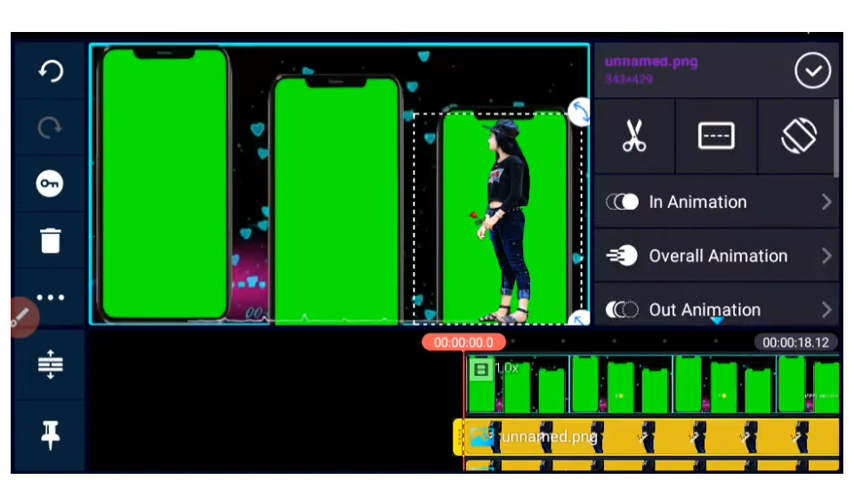 unnamed.png
343×429
In Animation
Overall Animation
Out Animation
00:00:00.0
00:00:18.12
1.0x
unnamed.png